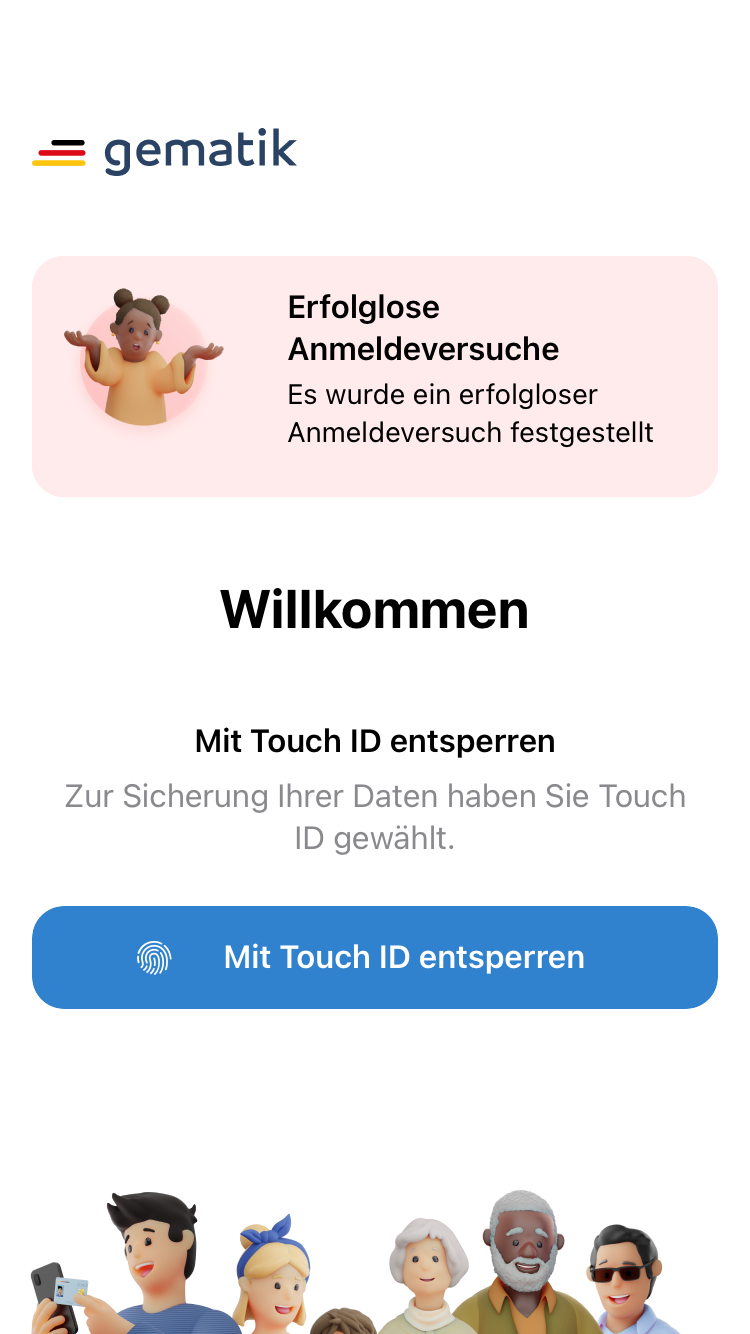 gematik
Erfolglose
Anmeldeversuche
Es wurde ein erfolgloser
Anmeldeversuch festgestellt
Willkommen
Mit Touch ID entsperren
Zur Sicherung Ihrer Daten haben Sie Touch
ID gewählt.
Mit Touch ID entsperren